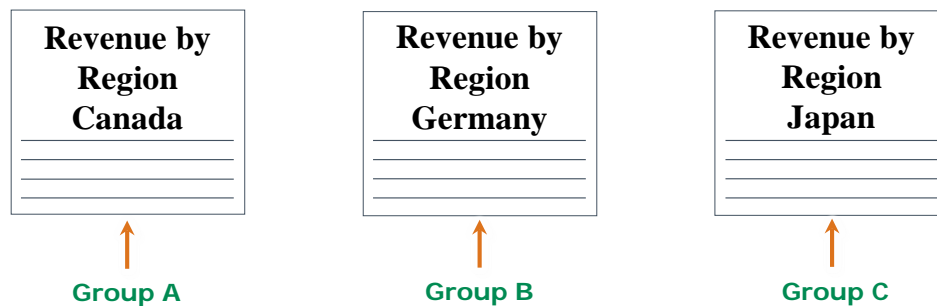 Revenue by
Region
Canada
Revenue by
Region
Germany
Revenue by
Region
Japan
Group A
Group B
Group C